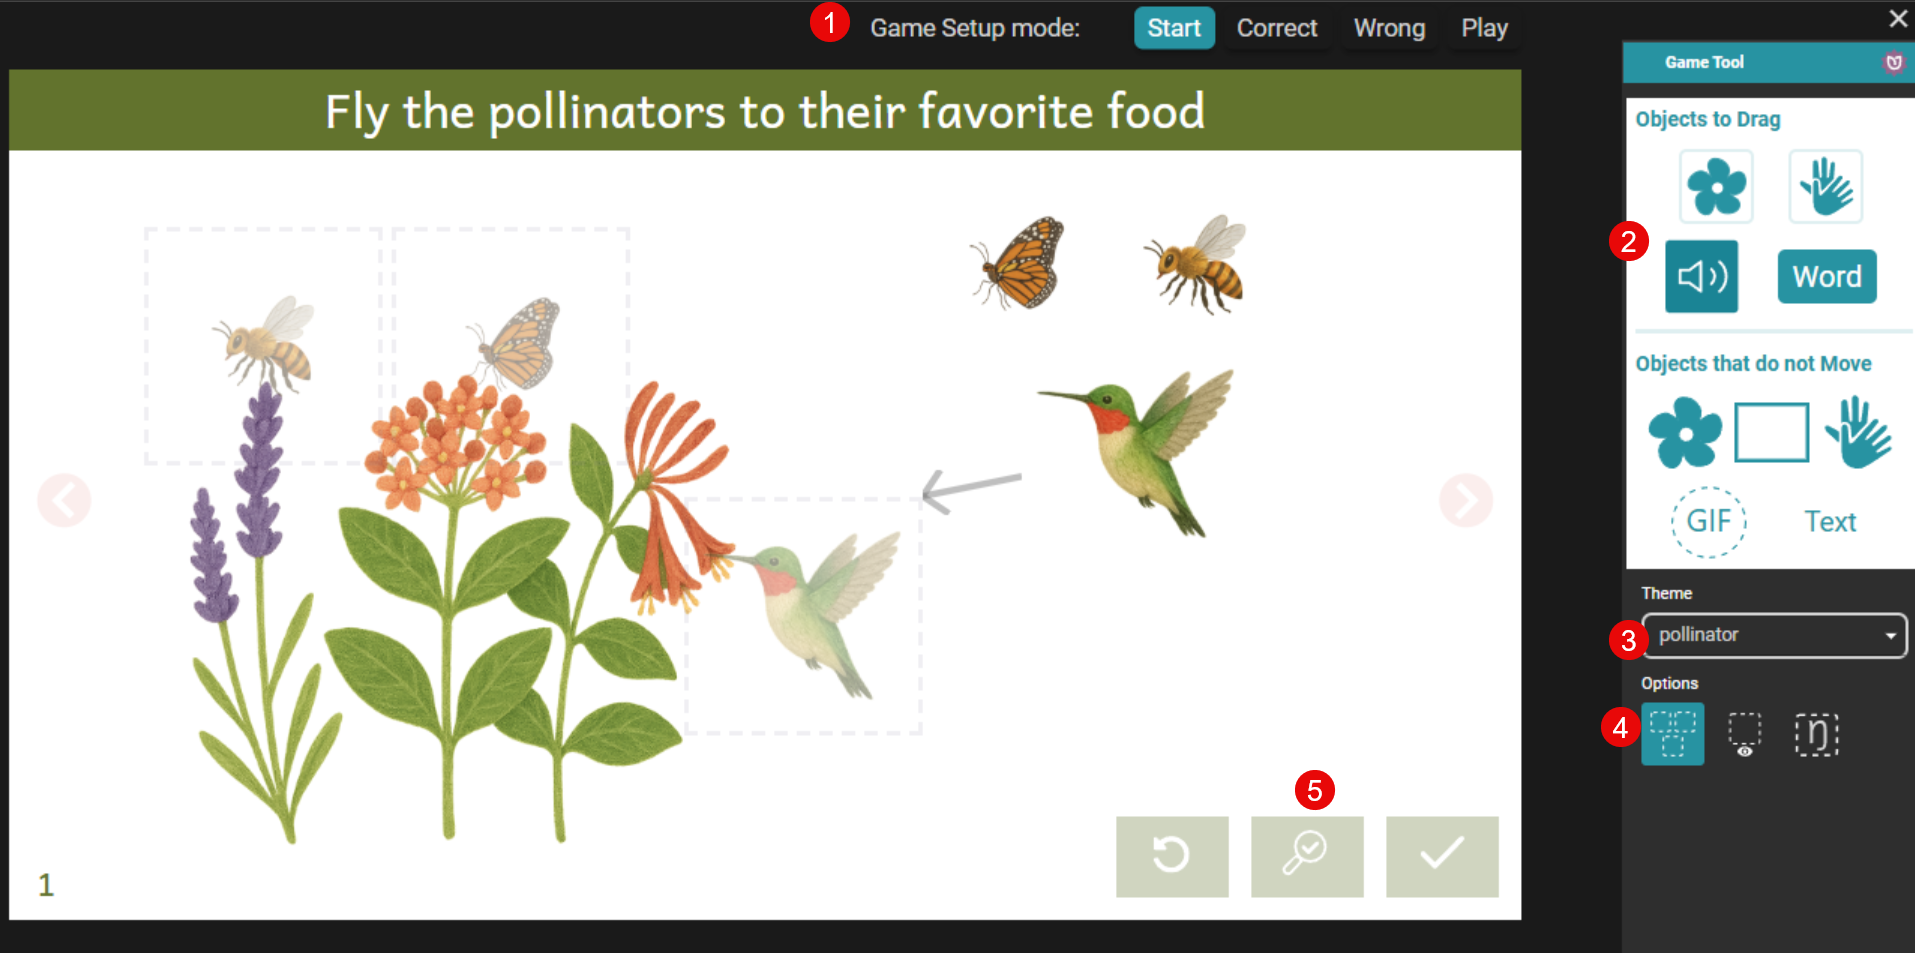 1 Game Setup mode: Start Correct Wrong Play
Game Tool
Fly the pollinators to their favorite food
Objects to Drag
2
Word
Objects that do not Move
GIF Text
Theme
3 pollinator
Options
4 ŋ
5
1